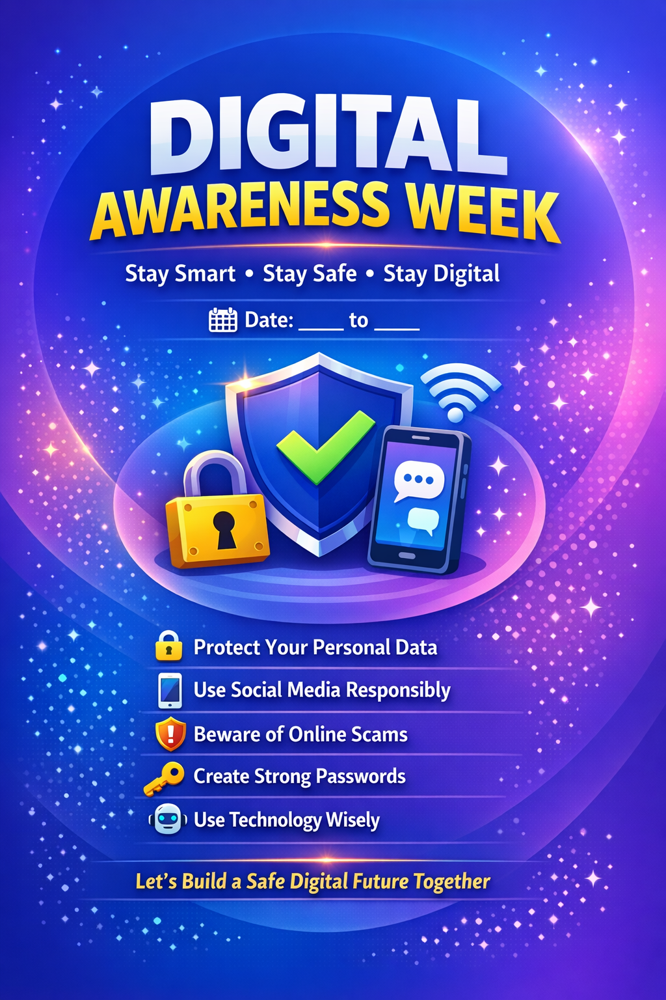 DIGITAL
AWARENESS WEEK
Stay Smart • Stay Safe • Stay Digital
Date: ____ to ____
Protect Your Personal Data
Use Social Media Responsibly
Beware of Online Scams
Create Strong Passwords
Use Technology Wisely
Let's Build a Safe Digital Future Together